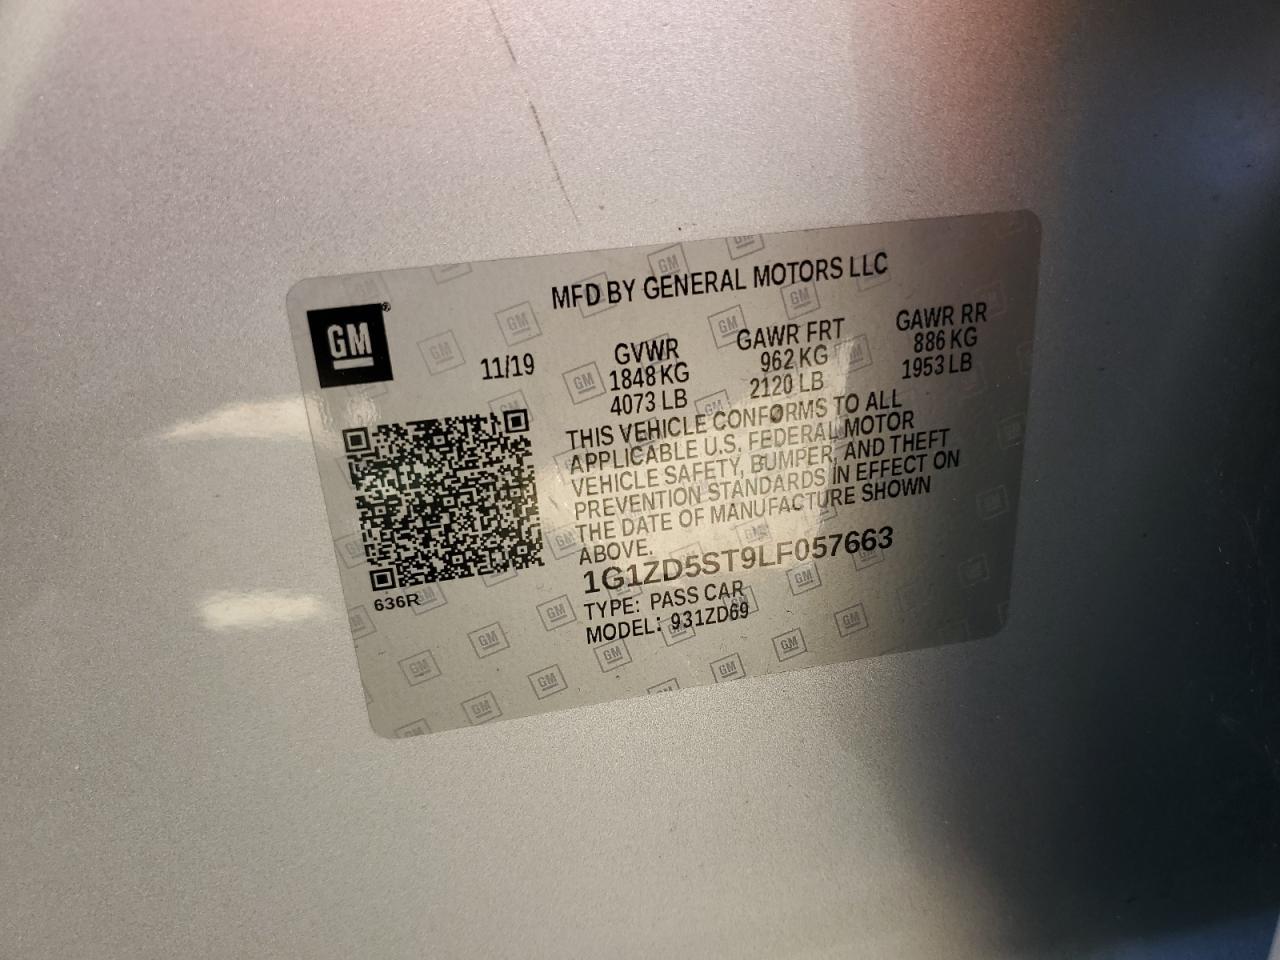 MFD BY GENERAL MOTORS LLC
GM®
11/19
GVWR
1848 KG
4073 LB
GAWR FRT
962 KG
2120 LB
GAWR RR
886 KG
1953 LB
THIS VEHICLE CONFORMS TO ALL
APPLICABLE U.S. FEDERAL MOTOR
VEHICLE SAFETY, BUMPER, AND THEFT
PREVENTION STANDARDS IN EFFECT ON
THE DATE OF MANUFACTURE SHOWN
ABOVE.
1G1ZD5ST9LF057663
TYPE: PASS CAR
MODEL: 931ZD69
636R